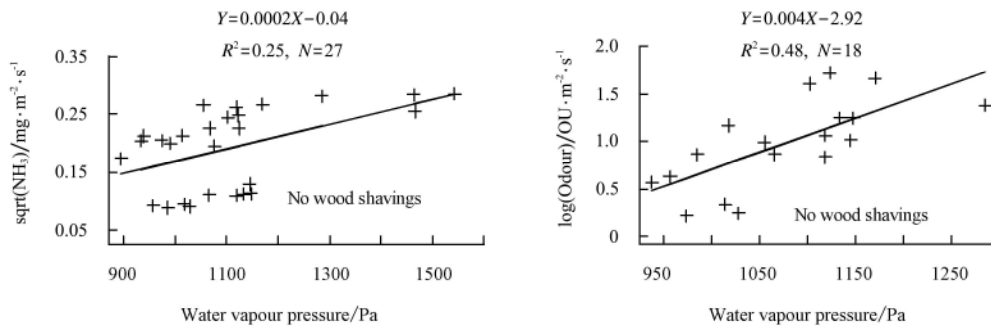 Y=0.0002X−0.04
R²=0.25, N=27
sqrt(NH₃)/mg·m⁻²·s⁻¹
0.35
0.25
0.15
0.05
No wood shavings
900 1100 1300 1500
Water vapour pressure/Pa
Y=0.004X−2.92
R²=0.48, N=18
log(Odour)/OU·m⁻²·s⁻¹
2.0
1.5
1.0
0.5
0
No wood shavings
950 1050 1150 1250
Water vapour pressure/Pa